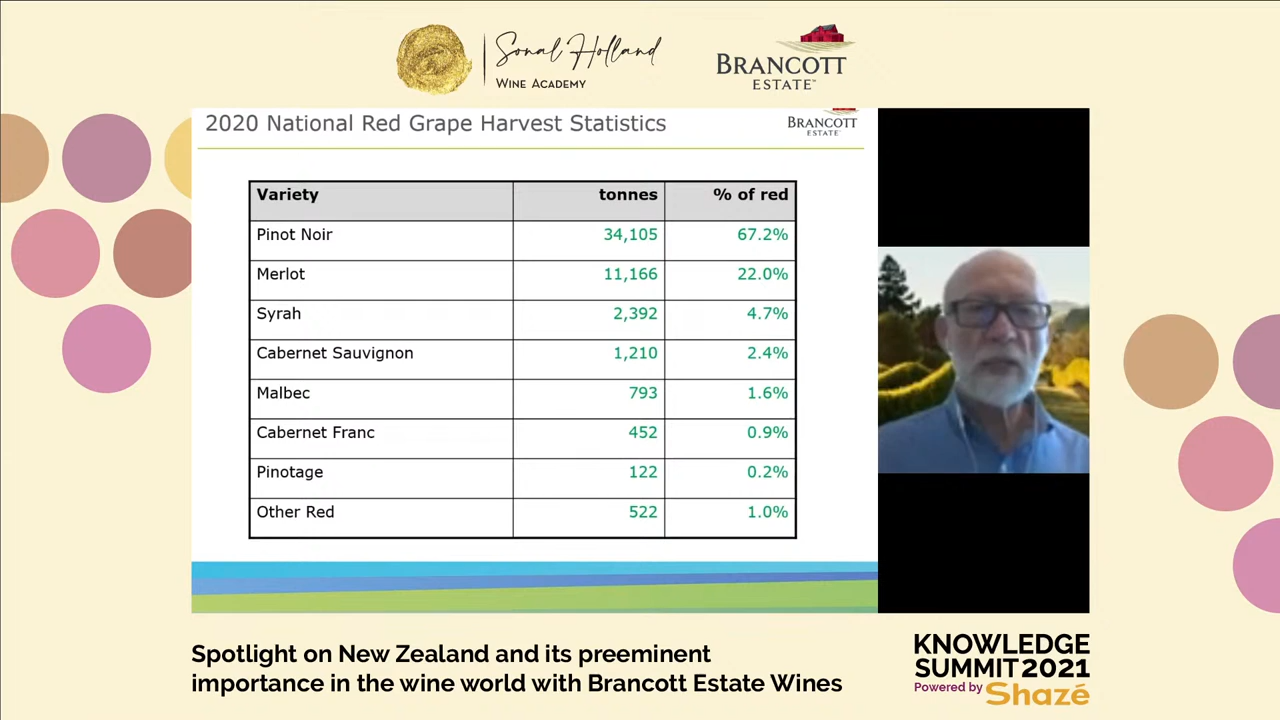 Sonal Holland
WINE ACADEMY
BRANCOTT
ESTATE™
2020 National Red Grape Harvest Statistics
BRANCOTT
ESTATE
Variety tonnes % of red
Pinot Noir 34,105 67.2%
Merlot 11,166 22.0%
Syrah 2,392 4.7%
Cabernet Sauvignon 1,210 2.4%
Malbec 793 1.6%
Cabernet Franc 452 0.9%
Pinotage 122 0.2%
Other Red 522 1.0%
Spotlight on New Zealand and its preeminent
importance in the wine world with Brancott Estate Wines
KNOWLEDGE
SUMMIT2021
Powered by Shazé